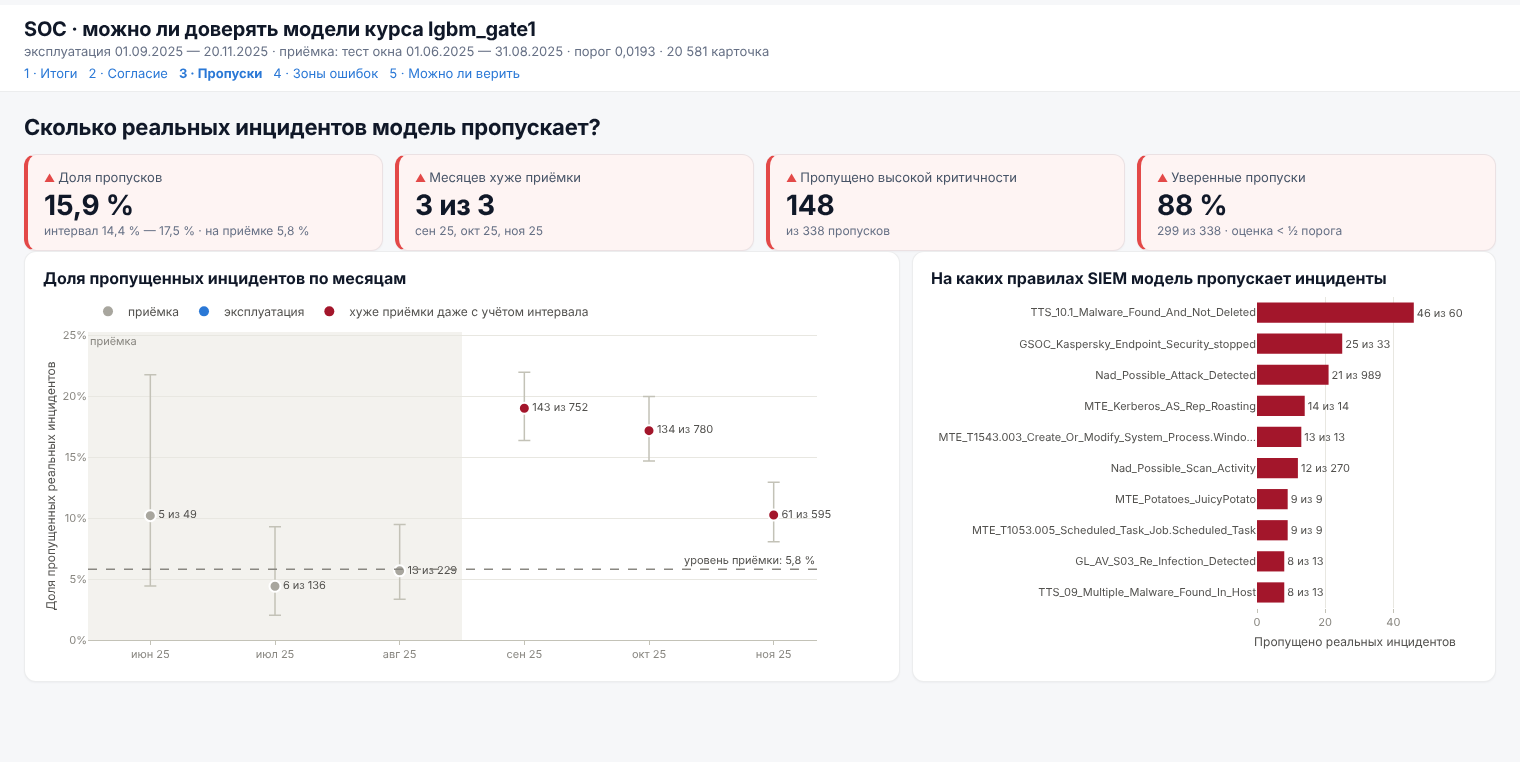 SOC · можно ли доверять модели курса lgbm_gate1
эксплуатация 01.09.2025 — 20.11.2025 · приёмка: тест окна 01.06.2025 — 31.08.2025 · порог 0,0193 · 20 581 карточка
1 · Итоги 2 · Согласие 3 · Пропуски 4 · Зоны ошибок 5 · Можно ли верить
Сколько реальных инцидентов модель пропускает?
▲ Доля пропусков
15,9 %
интервал 14,4 % — 17,5 % · на приёмке 5,8 %
▲ Месяцев хуже приёмки
3 из 3
сен 25, окт 25, ноя 25
▲ Пропущено высокой критичности
148
из 338 пропусков
▲ Уверенные пропуски
88 %
299 из 338 · оценка < ½ порога
Доля пропущенных инцидентов по месяцам
приёмка эксплуатация хуже приёмки даже с учётом интервала
Доля пропущенных реальных инцидентов
25%
20%
15%
10%
5%
0%
приёмка
5 из 49
6 из 136
13 из 229
143 из 752
134 из 780
61 из 595
уровень приёмки: 5,8 %
июн 25 июл 25 авг 25 сен 25 окт 25 ноя 25
На каких правилах SIEM модель пропускает инциденты
TTS_10.1_Malware_Found_And_Not_Deleted 46 из 60
GSOC_Kaspersky_Endpoint_Security_stopped 25 из 33
Nad_Possible_Attack_Detected 21 из 989
MTE_Kerberos_AS_Rep_Roasting 14 из 14
MTE_T1543.003_Create_Or_Modify_System_Process.Windo… 13 из 13
Nad_Possible_Scan_Activity 12 из 270
MTE_Potatoes_JuicyPotato 9 из 9
MTE_T1053.005_Scheduled_Task_Job.Scheduled_Task 9 из 9
GL_AV_S03_Re_Infection_Detected 8 из 13
TTS_09_Multiple_Malware_Found_In_Host 8 из 13
0 20 40
Пропущено реальных инцидентов